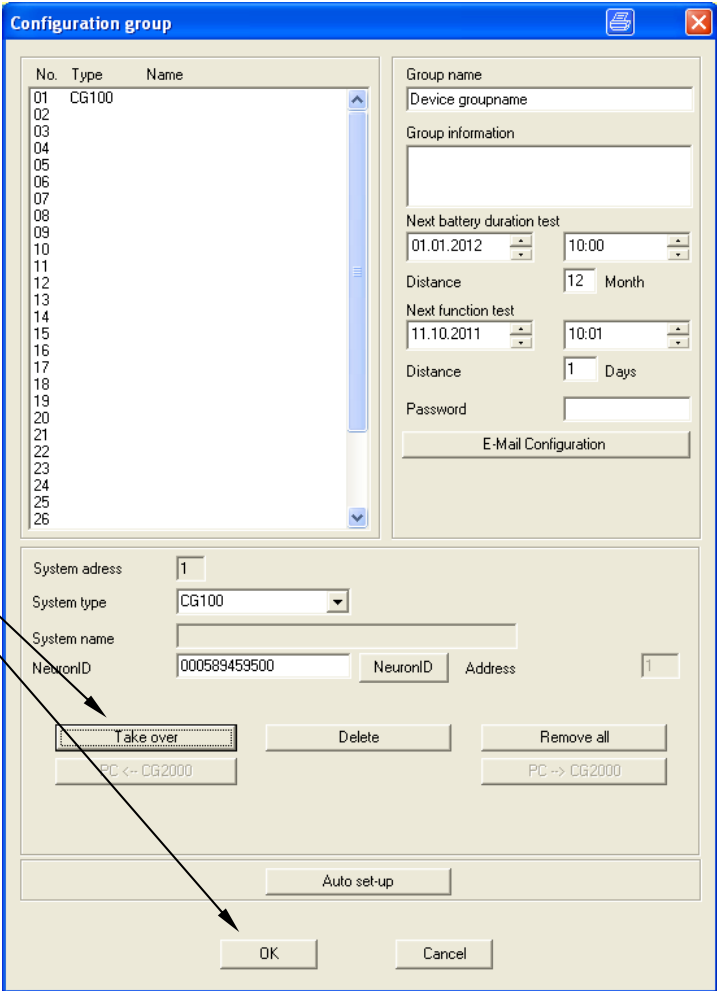 Configuration group
No. Type Name
01 CG100
02
03
04
05
06
07
08
09
10
11
12
13
14
15
16
17
18
19
20
21
22
23
24
25
26
Group name
Device groupname
Group information
Next battery duration test
01.01.2012 10:00
Distance 12 Month
Next function test
11.10.2011 10:01
Distance 1 Days
Password
E-Mail Configuration
System adress 1
System type CG100
System name
NeuronID 000589459500 NeuronID Address 1
Take over Delete Remove all
PC <-- CG2000 PC --> CG2000
Auto set-up
OK Cancel